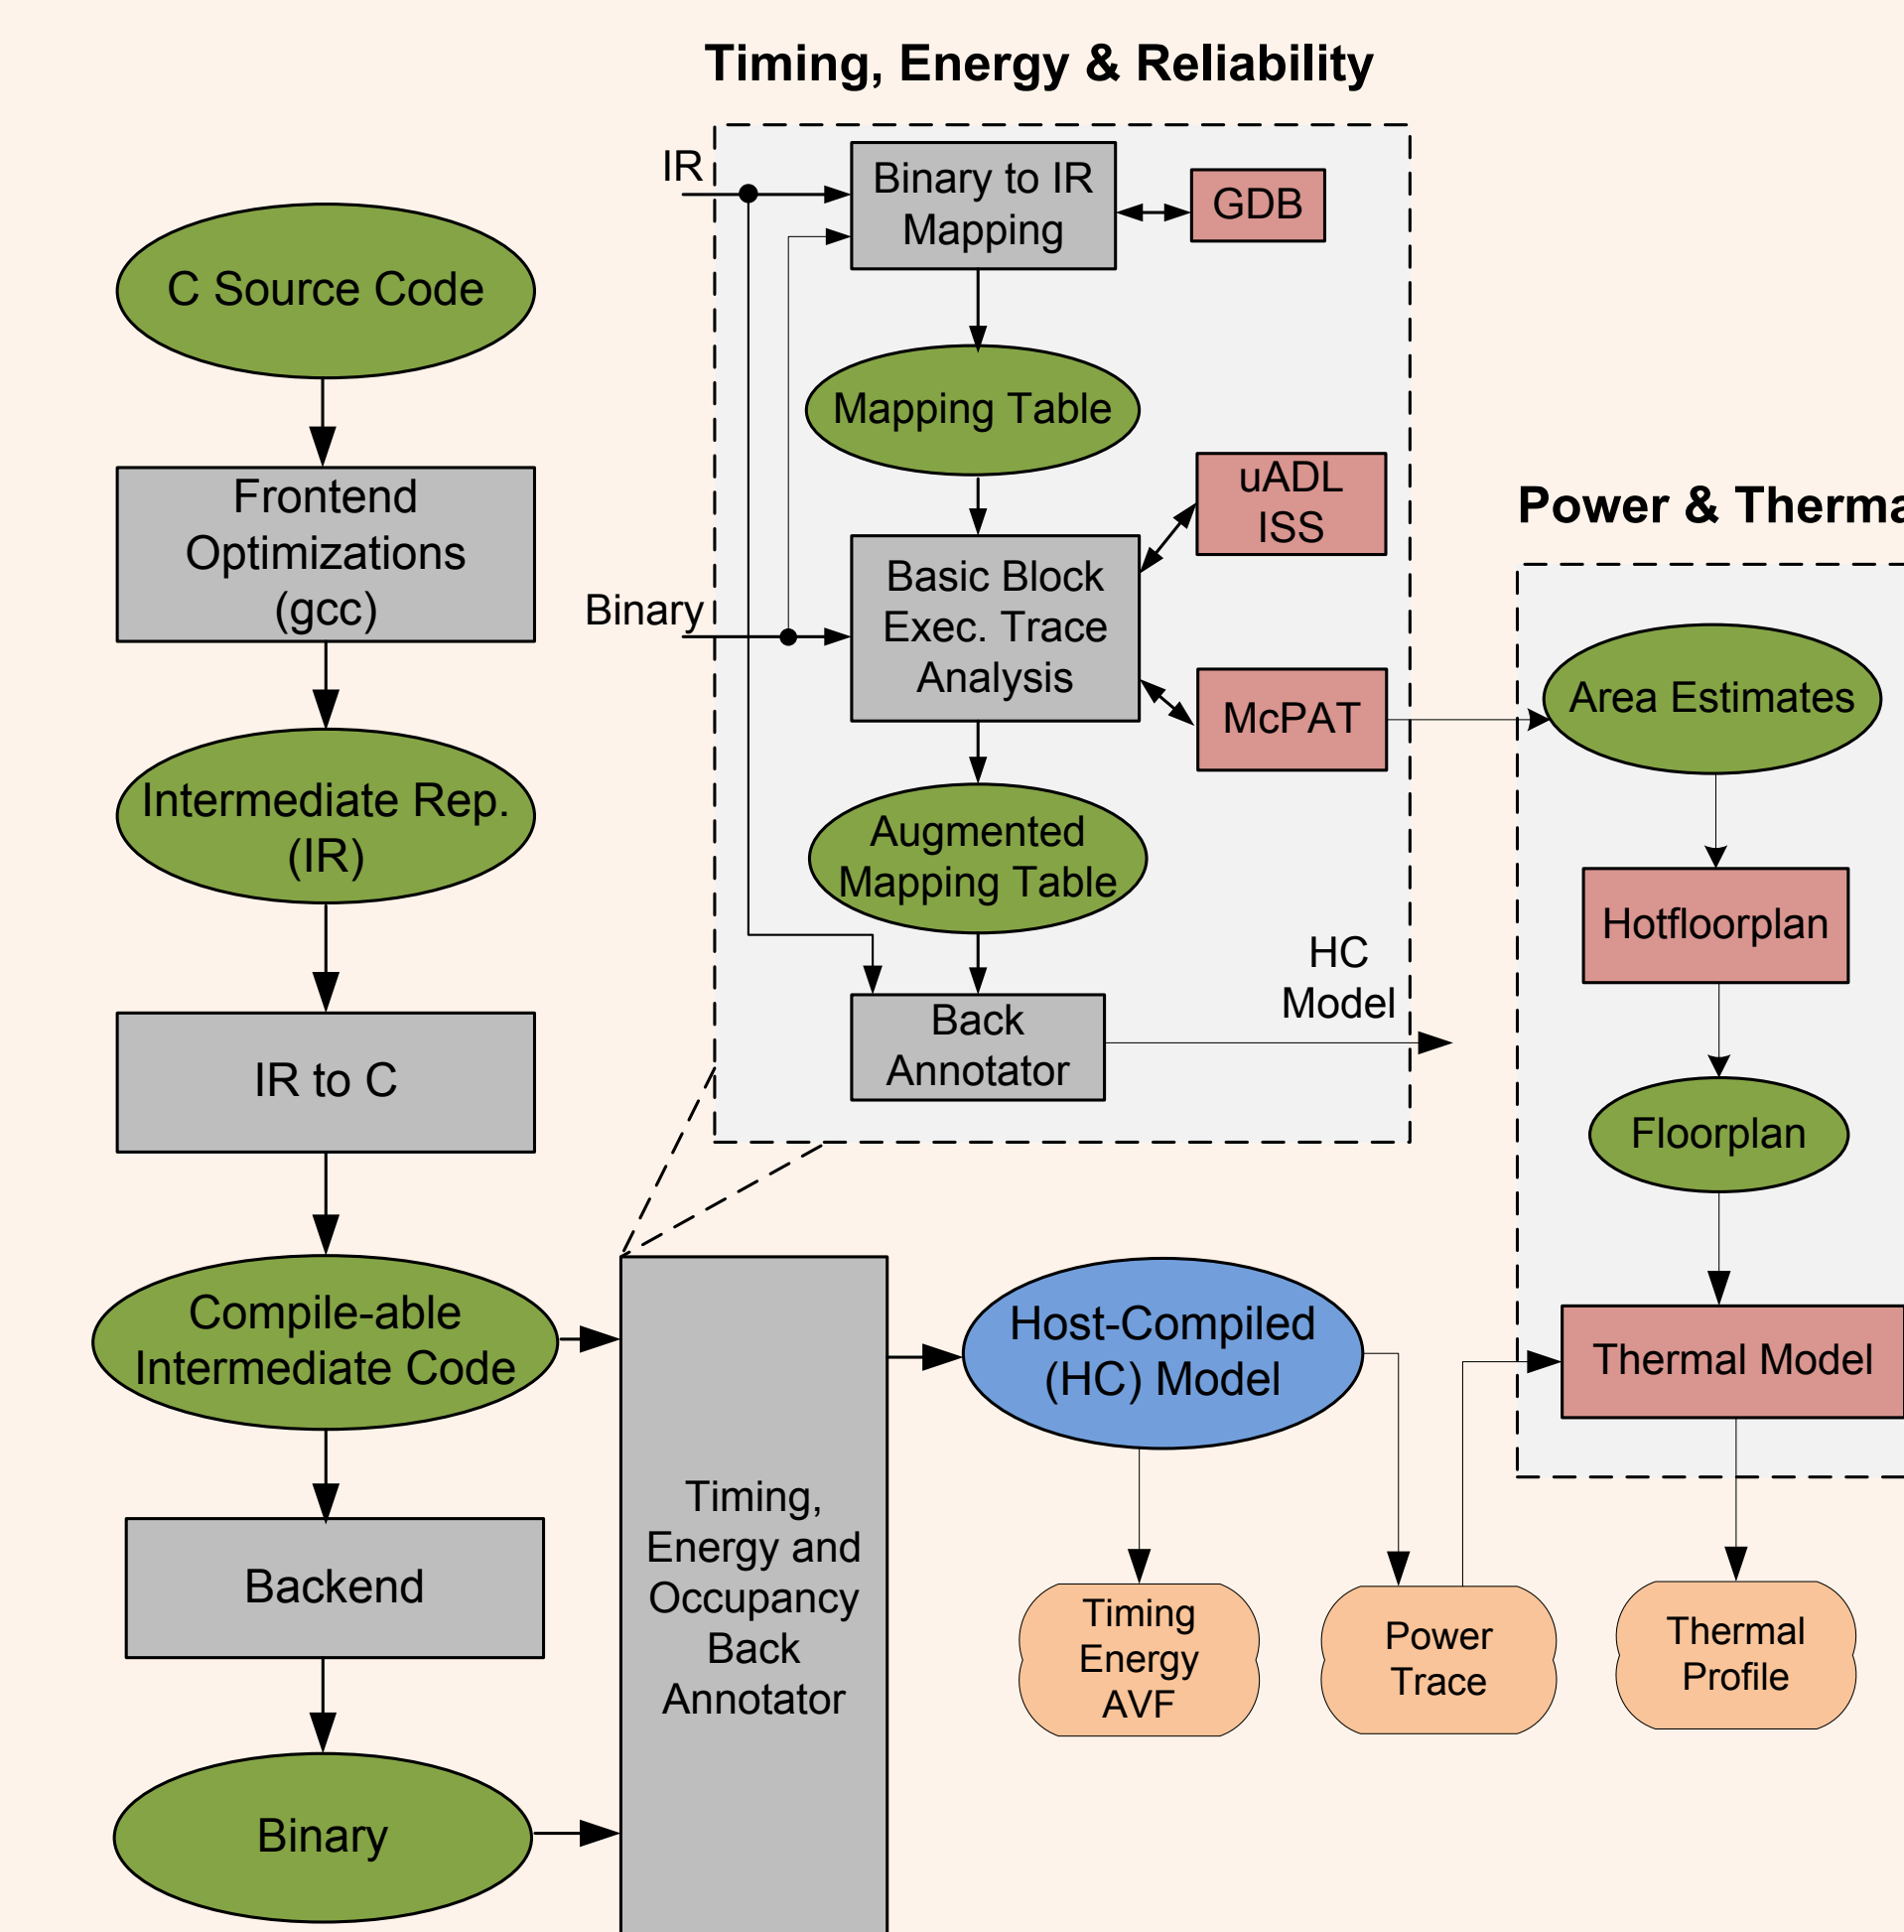 Timing, Energy & Reliability
IR
Binary to IR
Mapping
GDB
C Source Code
Mapping Table
Frontend
Optimizations
(gcc)
uADL
ISS
Power & Therma
Binary
Basic Block
Exec. Trace
Analysis
McPAT
Area Estimates
Intermediate Rep.
(IR)
Augmented
Mapping Table
Hotfloorplan
HC
Model
Back
Annotator
IR to C
Floorplan
Compile-able
Intermediate Code
Host-Compiled
(HC) Model
Thermal Model
Timing,
Energy and
Occupancy
Back
Annotator
Backend
Timing
Energy
AVF
Power
Trace
Thermal
Profile
Binary